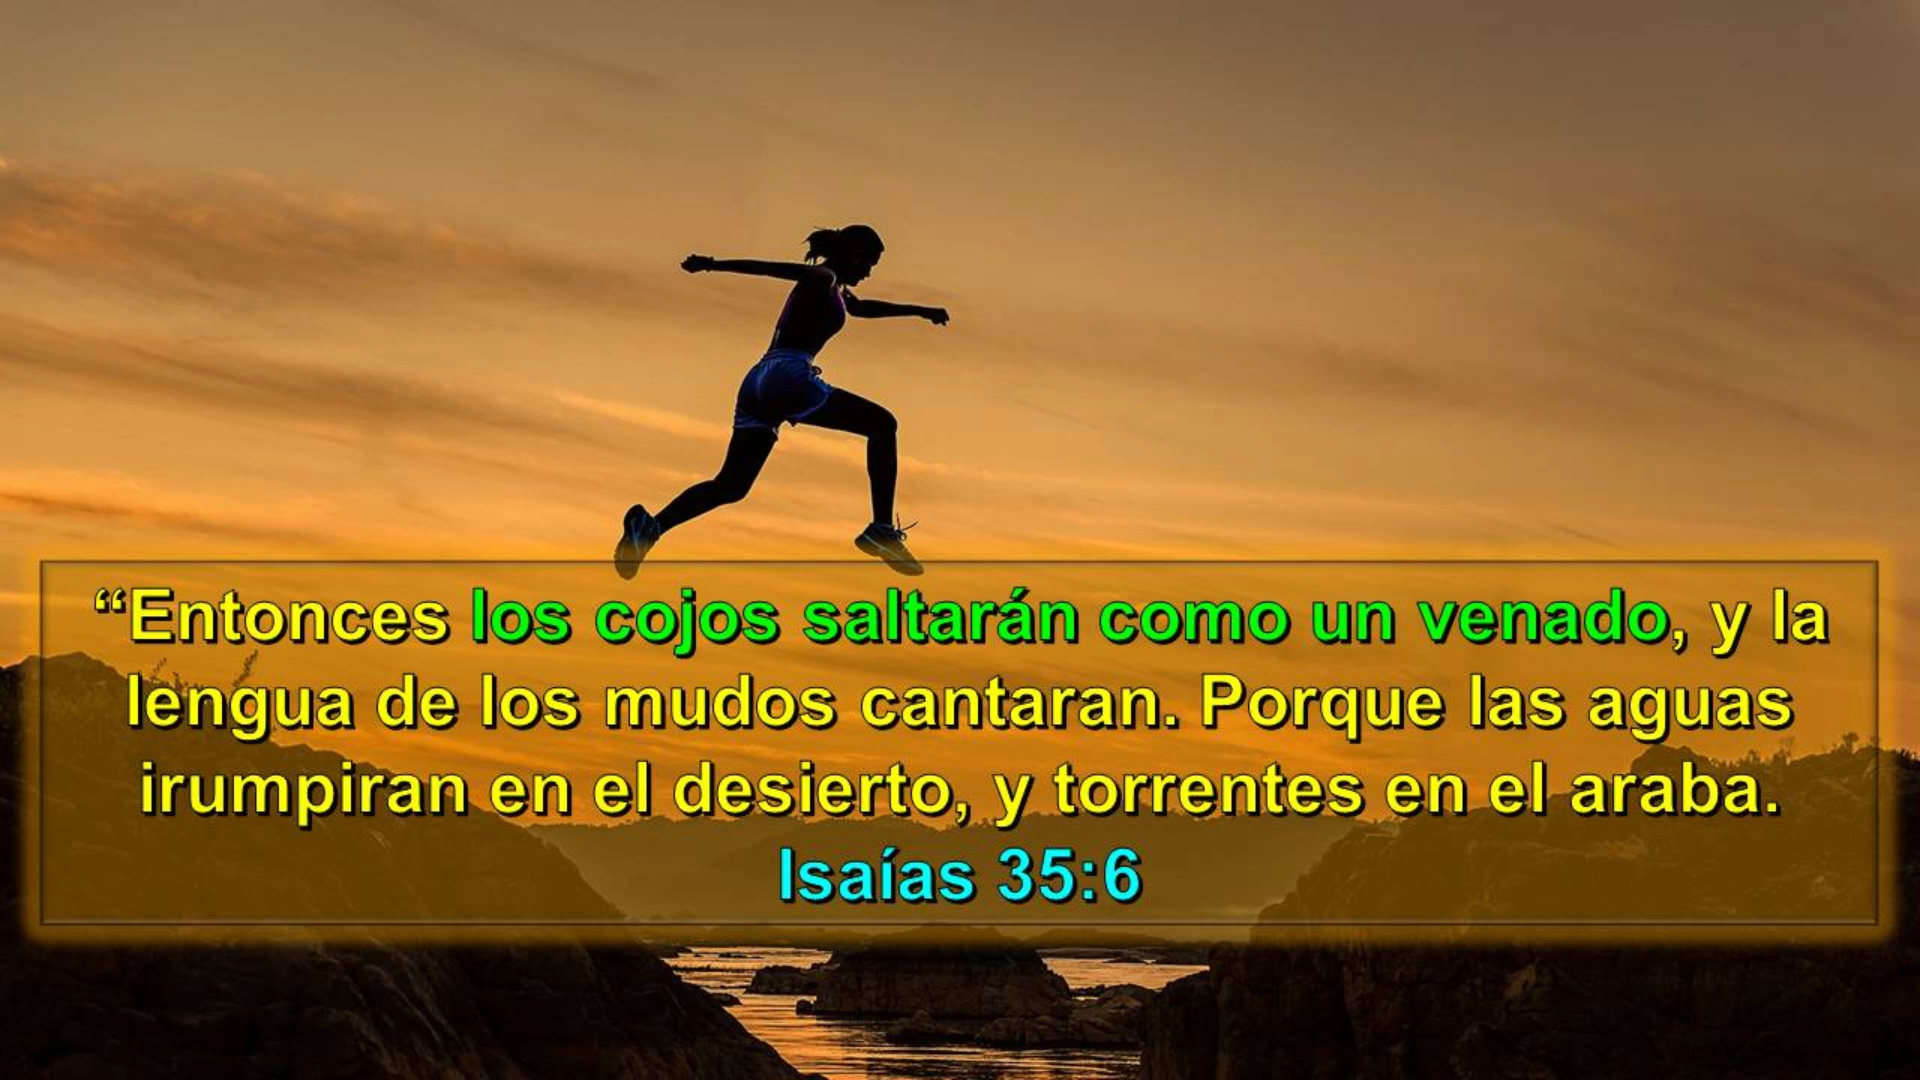 “Entonces los cojos saltarán como un venado, y la
lengua de los mudos cantaran. Porque las aguas
irumpiran en el desierto, y torrentes en el araba.
Isaías 35:6